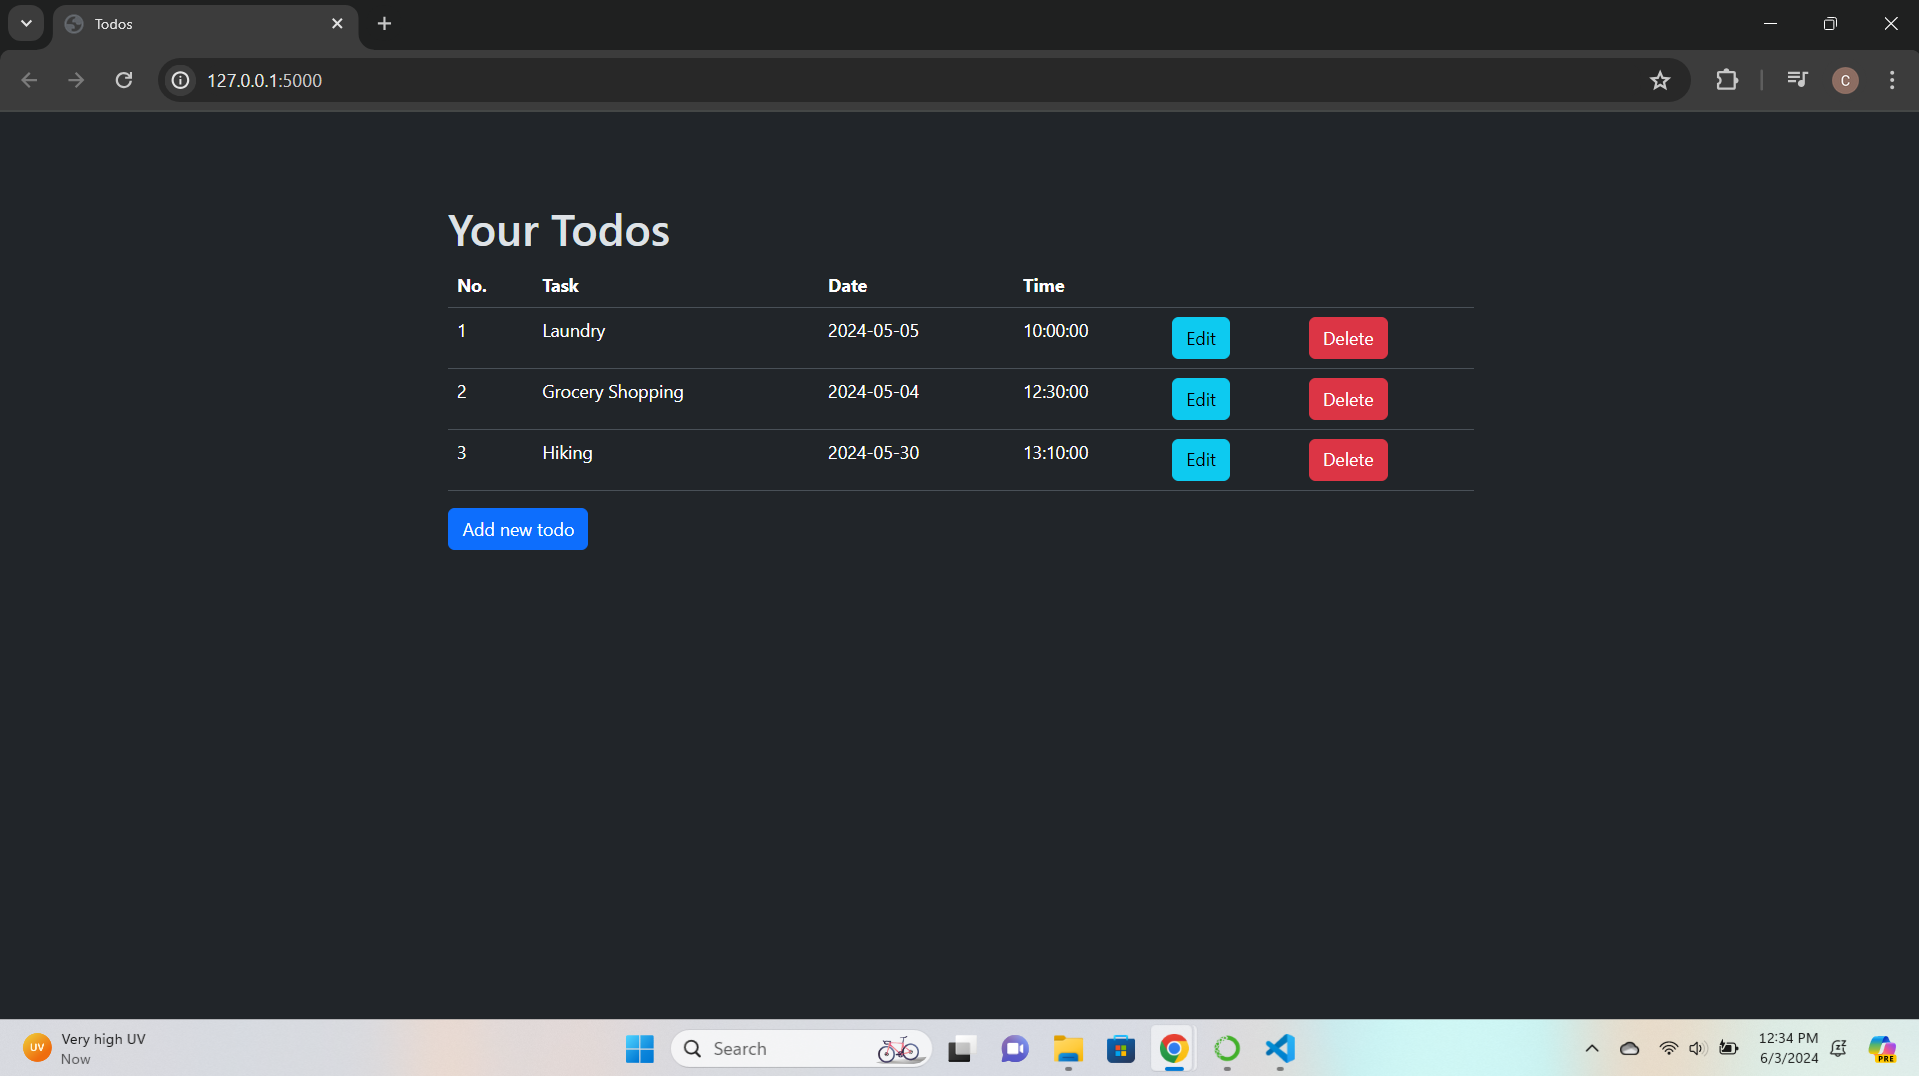 Todos
127.0.0.1:5000
C
Your Todos
No. Task Date Time
1 Laundry 2024-05-05 10:00:00 Edit Delete
2 Grocery Shopping 2024-05-04 12:30:00 Edit Delete
3 Hiking 2024-05-30 13:10:00 Edit Delete
Add new todo
UV
Very high UV
Now
Search
12:34 PM
6/3/2024
PRE